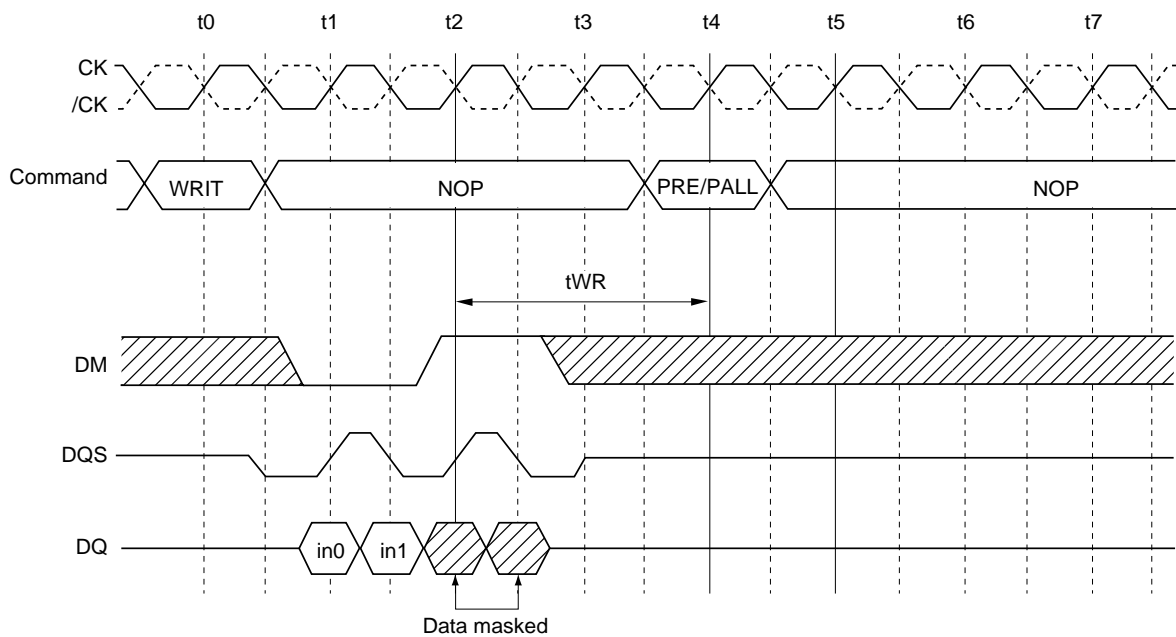 t0 t1 t2 t3 t4 t5 t6 t7
CK
/CK
Command WRIT NOP PRE/PALL NOP
tWR
DM
DQS
DQ in0 in1
Data masked